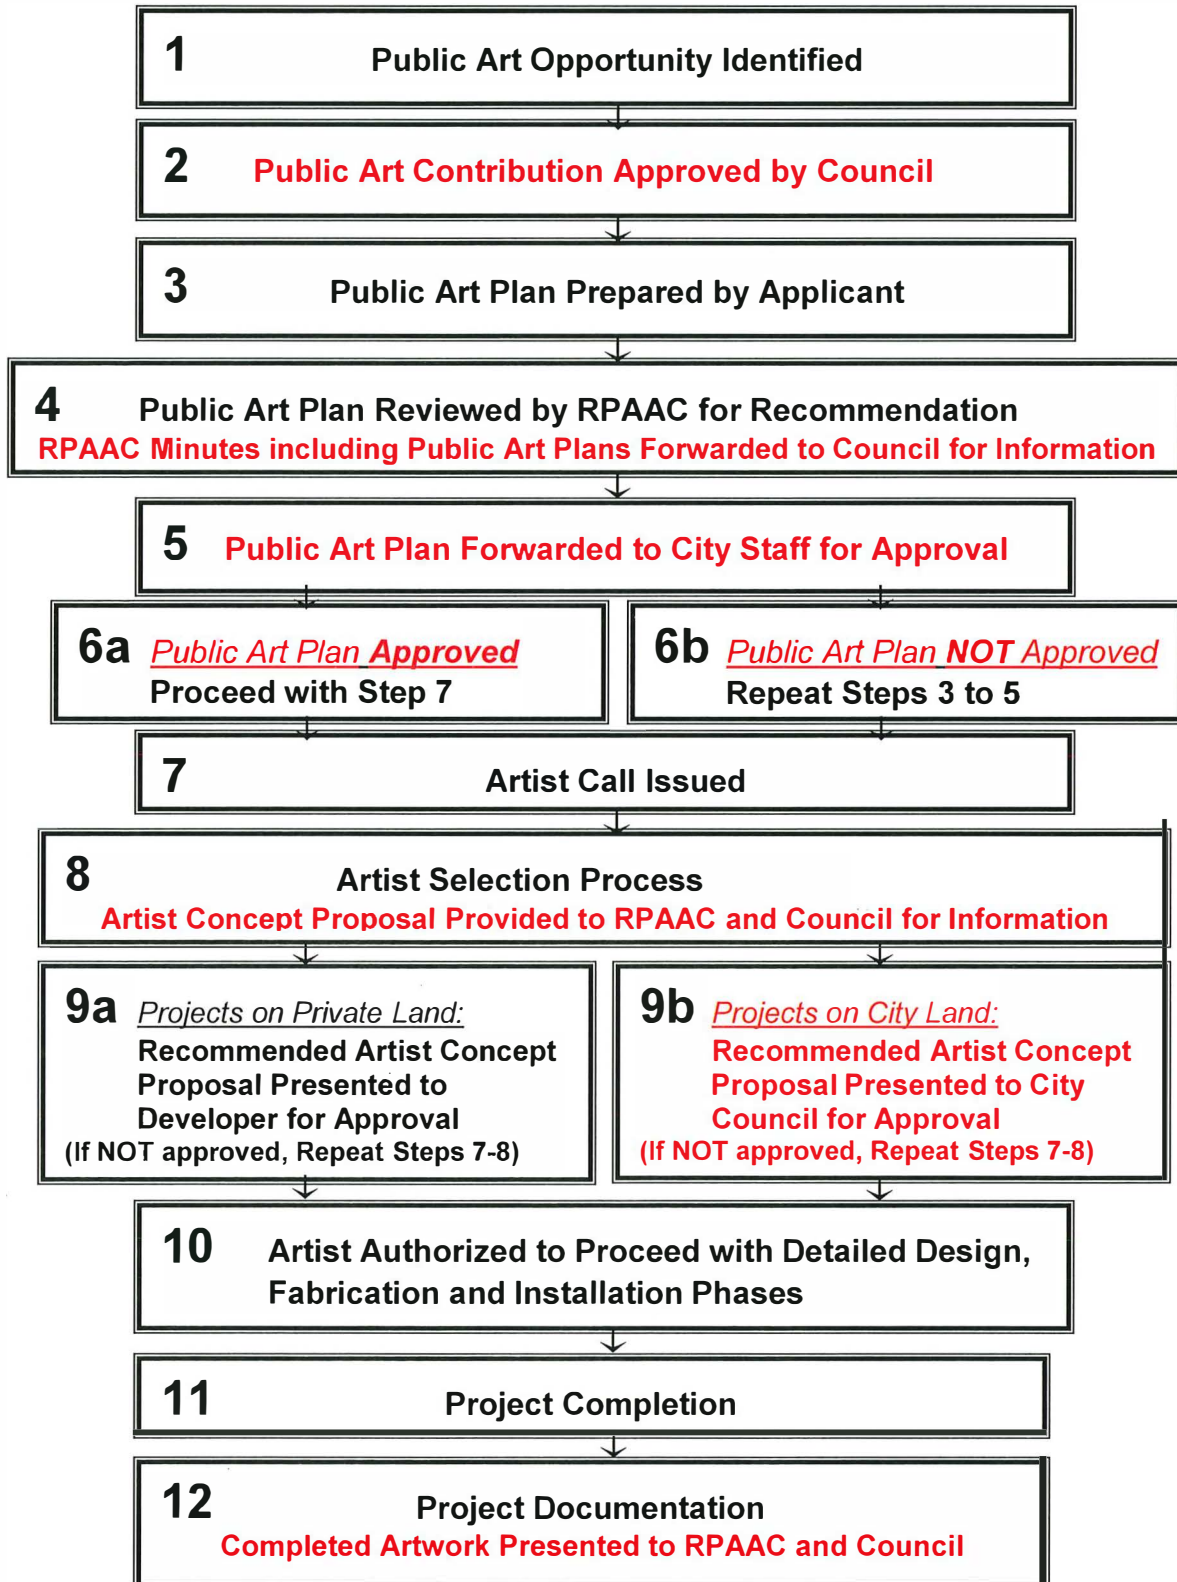 1 Public Art Opportunity Identified
2 Public Art Contribution Approved by Council
3 Public Art Plan Prepared by Applicant
4 Public Art Plan Reviewed by RPAAC for Recommendation
RPAAC Minutes including Public Art Plans Forwarded to Council for Information
5 Public Art Plan Forwarded to City Staff for Approval
6a Public Art Plan Approved
Proceed with Step 7
6b Public Art Plan NOT Approved
Repeat Steps 3 to 5
7 Artist Call Issued
8 Artist Selection Process
Artist Concept Proposal Provided to RPAAC and Council for Information
9a Projects on Private Land:
Recommended Artist Concept
Proposal Presented to
Developer for Approval
(If NOT approved, Repeat Steps 7-8)
9b Projects on City Land:
Recommended Artist Concept
Proposal Presented to City
Council for Approval
(If NOT approved, Repeat Steps 7-8)
10 Artist Authorized to Proceed with Detailed Design,
Fabrication and Installation Phases
11 Project Completion
12 Project Documentation
Completed Artwork Presented to RPAAC and Council